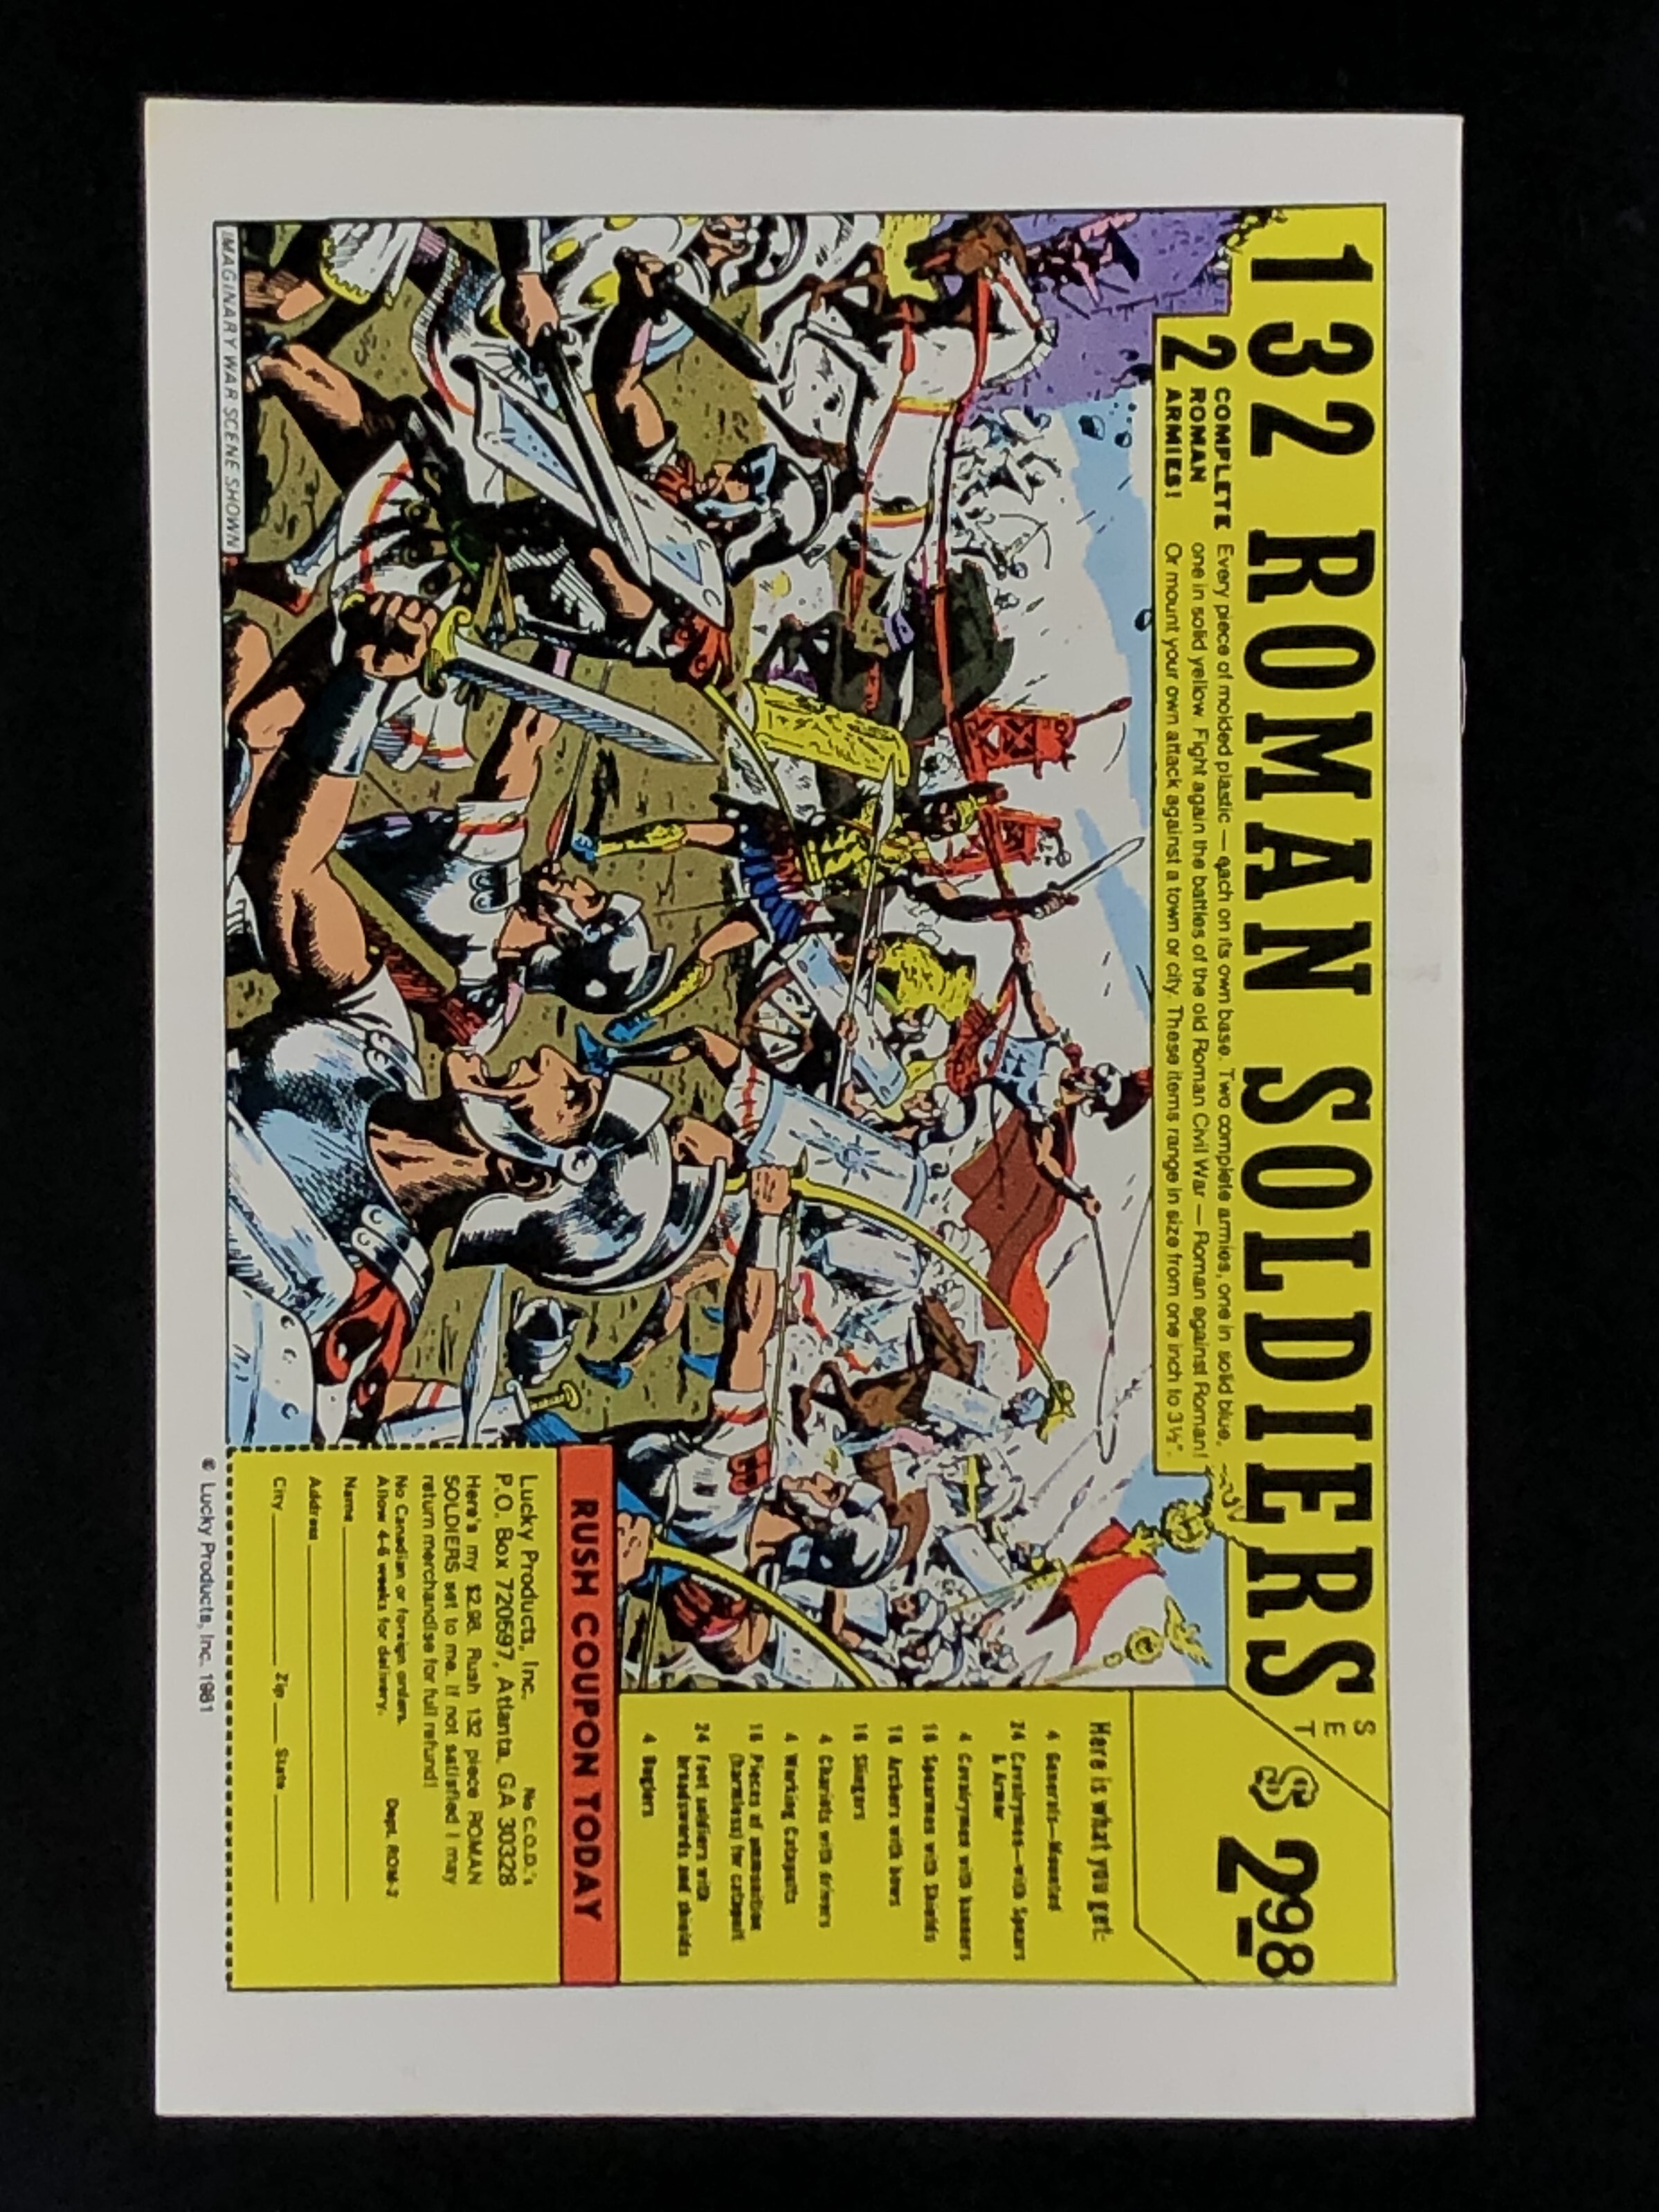 132 ROMAN SOLDIERS
SET
$2.98
2 COMPLETE
ROMAN
ARMIES!
Every piece of molded plastic — each on its own base. Two complete armies, one in solid blue,
one in solid yellow. Fight again the battles of the old Roman Civil War — Roman against Roman!
Or mount your own attack against a town or city. These items range in size from one inch to 3½".
Here is what you get:
4 Generals—Mounted
24 Cavalrymen—with Spears
& Armor
4 Cavalrymen with banners
16 Spearmen with Shields
16 Archers with bows
16 Slingers
4 Chariots with drivers
4 Working Catapults
16 Pieces of ammunition
(harmless) for catapult
24 Foot soldiers with
broadswords and shields
4 Buglers
RUSH COUPON TODAY
Lucky Products, Inc. No C.O.D.'s
P.O. Box 720597, Atlanta, GA 30328
Here's my $2.98. Rush 132 piece ROMAN
SOLDIERS set to me. If not satisfied I may
return merchandise for full refund!
No Canadian or foreign orders. Dept. ROM-2
Allow 4-6 weeks for delivery.
Name
Address
City Zip State
IMAGINARY WAR SCENE SHOWN
© Lucky Products, Inc. 1981